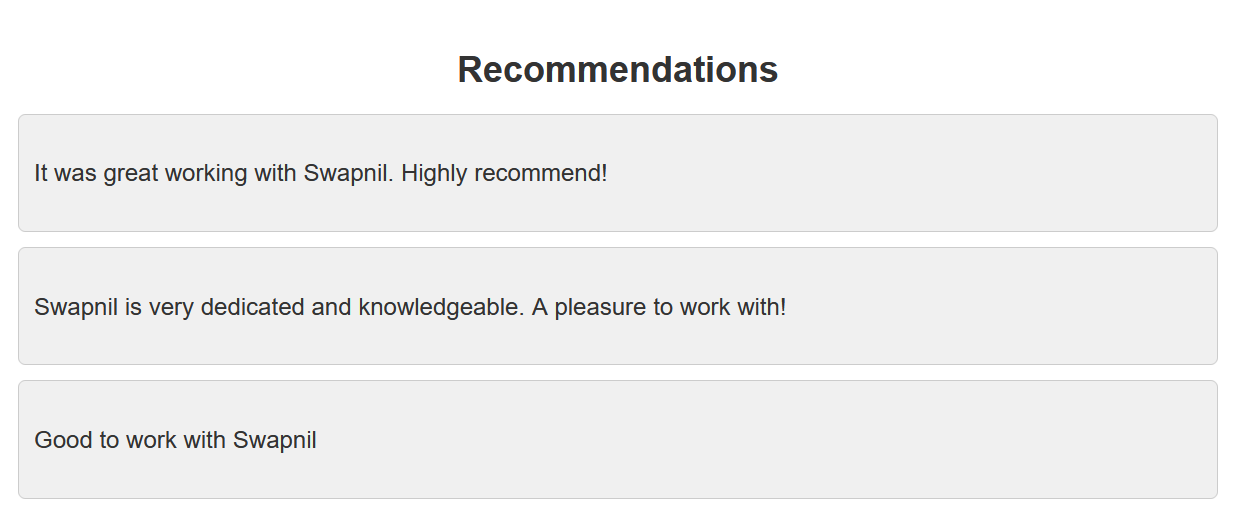 Recommendations
It was great working with Swapnil. Highly recommend!
Swapnil is very dedicated and knowledgeable. A pleasure to work with!
Good to work with Swapnil